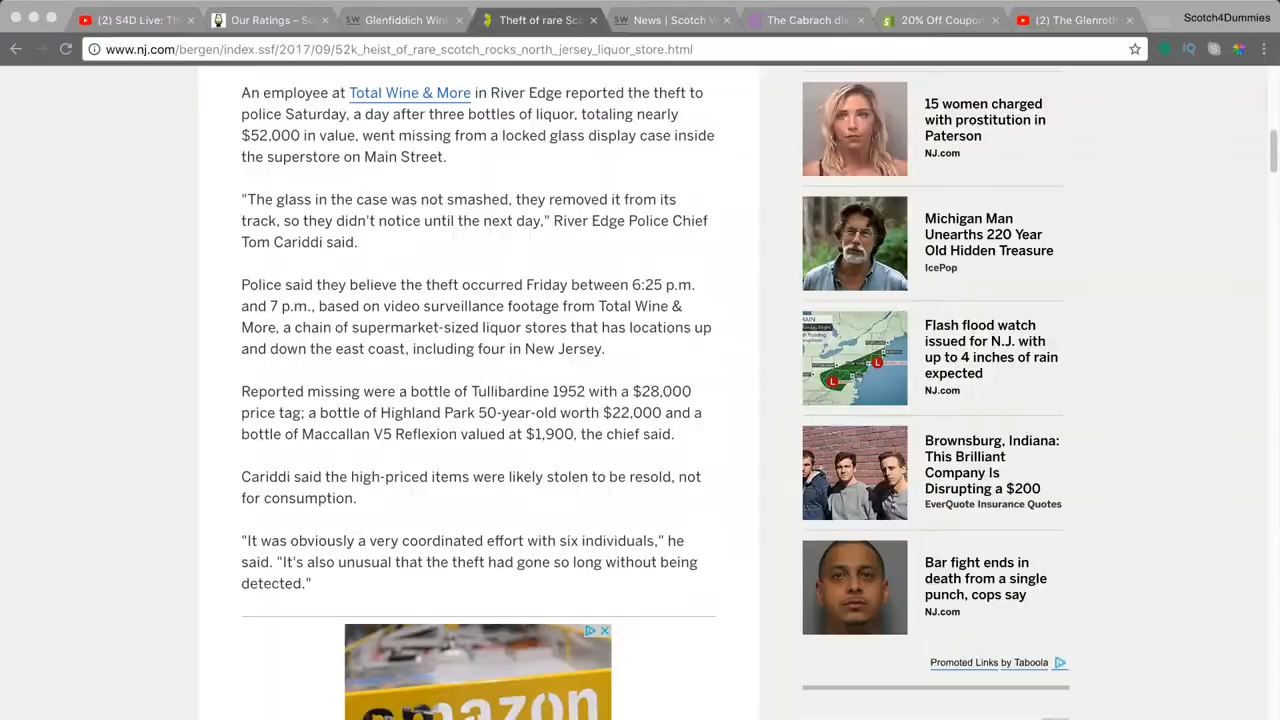 (2) S4D Live: Th
Our Ratings – Sc
Glenfiddich Wint
Theft of rare Sco
News | Scotch W
The Cabrach dis
20% Off Coupon
(2) The Glenroth
Scotch4Dummies
www.nj.com/bergen/index.ssf/2017/09/52k_heist_of_rare_scotch_rocks_north_jersey_liquor_store.html
An employee at Total Wine & More in River Edge reported the theft to
police Saturday, a day after three bottles of liquor, totaling nearly
$52,000 in value, went missing from a locked glass display case inside
the superstore on Main Street.
"The glass in the case was not smashed, they removed it from its
track, so they didn't notice until the next day," River Edge Police Chief
Tom Cariddi said.
Police said they believe the theft occurred Friday between 6:25 p.m.
and 7 p.m., based on video surveillance footage from Total Wine &
More, a chain of supermarket-sized liquor stores that has locations up
and down the east coast, including four in New Jersey.
Reported missing were a bottle of Tullibardine 1952 with a $28,000
price tag; a bottle of Highland Park 50-year-old worth $22,000 and a
bottle of Maccallan V5 Reflexion valued at $1,900, the chief said.
Cariddi said the high-priced items were likely stolen to be resold, not
for consumption.
"It was obviously a very coordinated effort with six individuals," he
said. "It's also unusual that the theft had gone so long without being
detected."
amazon
15 women charged
with prostitution in
Paterson
NJ.com
Michigan Man
Unearths 220 Year
Old Hidden Treasure
IcePop
Flash flood watch
issued for N.J. with
up to 4 inches of rain
expected
NJ.com
Brownsburg, Indiana:
This Brilliant
Company Is
Disrupting a $200
EverQuote Insurance Quotes
Bar fight ends in
death from a single
punch, cops say
NJ.com
Promoted Links by Taboola